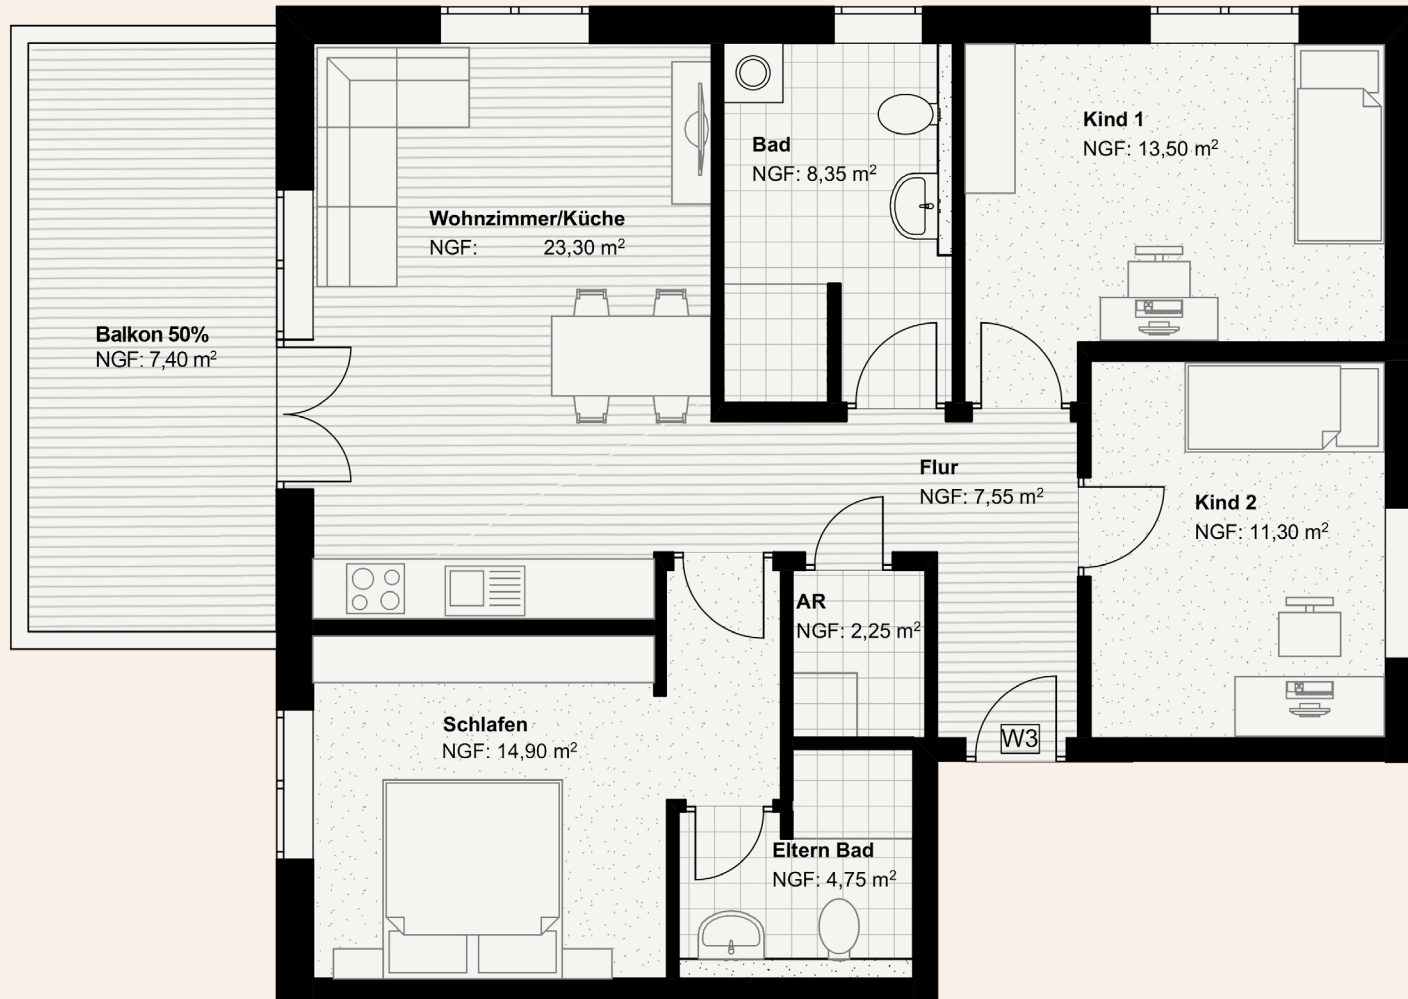 Kind 1
NGF: 13,50 m²
Bad
NGF: 8,35 m²
Wohnzimmer/Küche
NGF: 23,30 m²
Balkon 50%
NGF: 7,40 m²
Flur
NGF: 7,55 m²
Kind 2
NGF: 11,30 m²
AR
NGF: 2,25 m²
Schlafen
NGF: 14,90 m²
W3
Eltern Bad
NGF: 4,75 m²